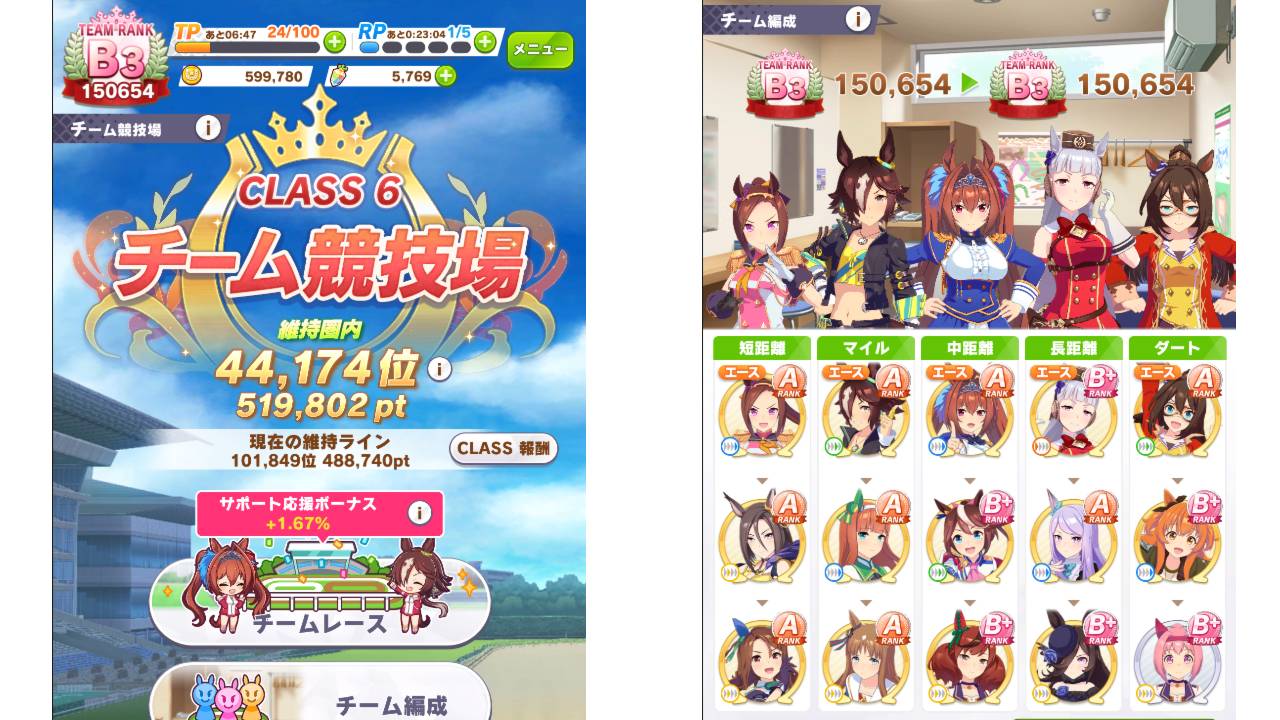 TEAM RANK
B3
150654
TP あと06:47 24/100
RP あと0:23:04 1/5
メニュー
599,780
5,769
チーム競技場
CLASS 6
チーム競技場
維持圏内
44,174位
519,802 pt
現在の維持ライン
101,849位 488,740pt
CLASS 報酬
サポート応援ボーナス
+1.67%
チームレース
チーム編成
チーム編成
TEAM RANK
B3
150,654
TEAM RANK
B3
150,654
短距離 マイル 中距離 長距離 ダート
エース A RANK エース A RANK エース A RANK エース B+ RANK エース A RANK
A RANK A RANK B+ RANK A RANK B+ RANK
A RANK A RANK B+ RANK B+ RANK B+ RANK